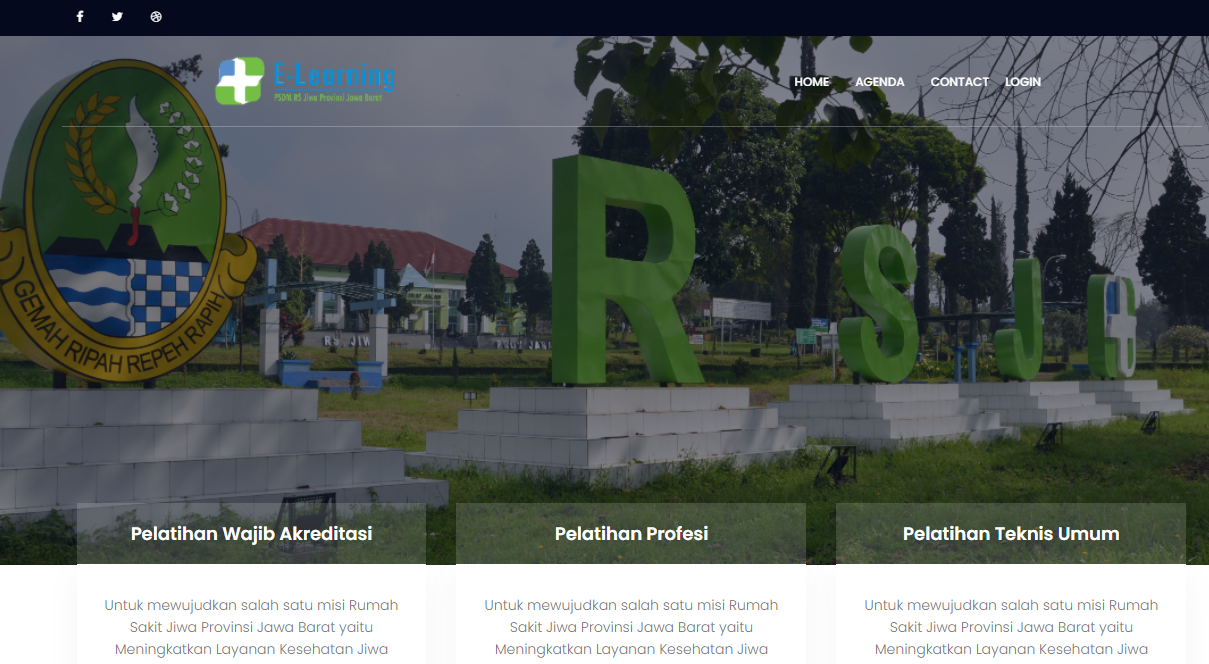 E-Learning
PSDM RS Jiwa Provinsi Jawa Barat
HOME AGENDA CONTACT LOGIN
GEMAH RIPAH REPEH RAPIH
R S J
RS JIW
Pelatihan Wajib Akreditasi
Untuk mewujudkan salah satu misi Rumah
Sakit Jiwa Provinsi Jawa Barat yaitu
Meningkatkan Layanan Kesehatan Jiwa
Pelatihan Profesi
Untuk mewujudkan salah satu misi Rumah
Sakit Jiwa Provinsi Jawa Barat yaitu
Meningkatkan Layanan Kesehatan Jiwa
Pelatihan Teknis Umum
Untuk mewujudkan salah satu misi Rumah
Sakit Jiwa Provinsi Jawa Barat yaitu
Meningkatkan Layanan Kesehatan Jiwa